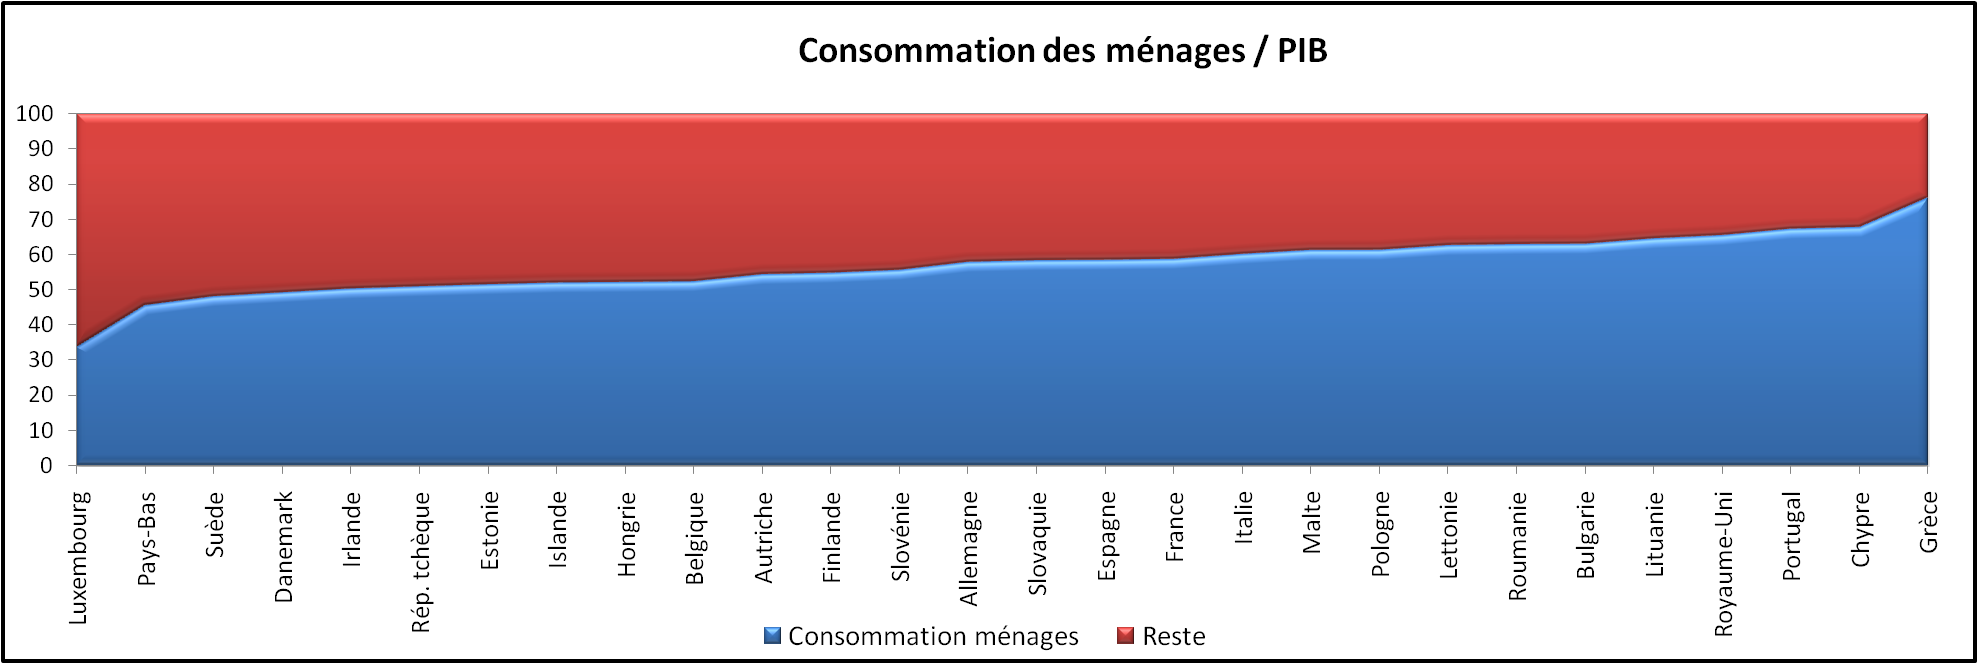 Consommation des ménages / PIB
100
90
80
70
60
50
40
30
20
10
0
Luxembourg
Pays-Bas
Suède
Danemark
Irlande
Rép. tchèque
Estonie
Islande
Hongrie
Belgique
Autriche
Finlande
Slovénie
Allemagne
Slovaquie
Espagne
France
Italie
Malte
Pologne
Lettonie
Roumanie
Bulgarie
Lituanie
Royaume-Uni
Portugal
Chypre
Grèce
Consommation ménages
Reste